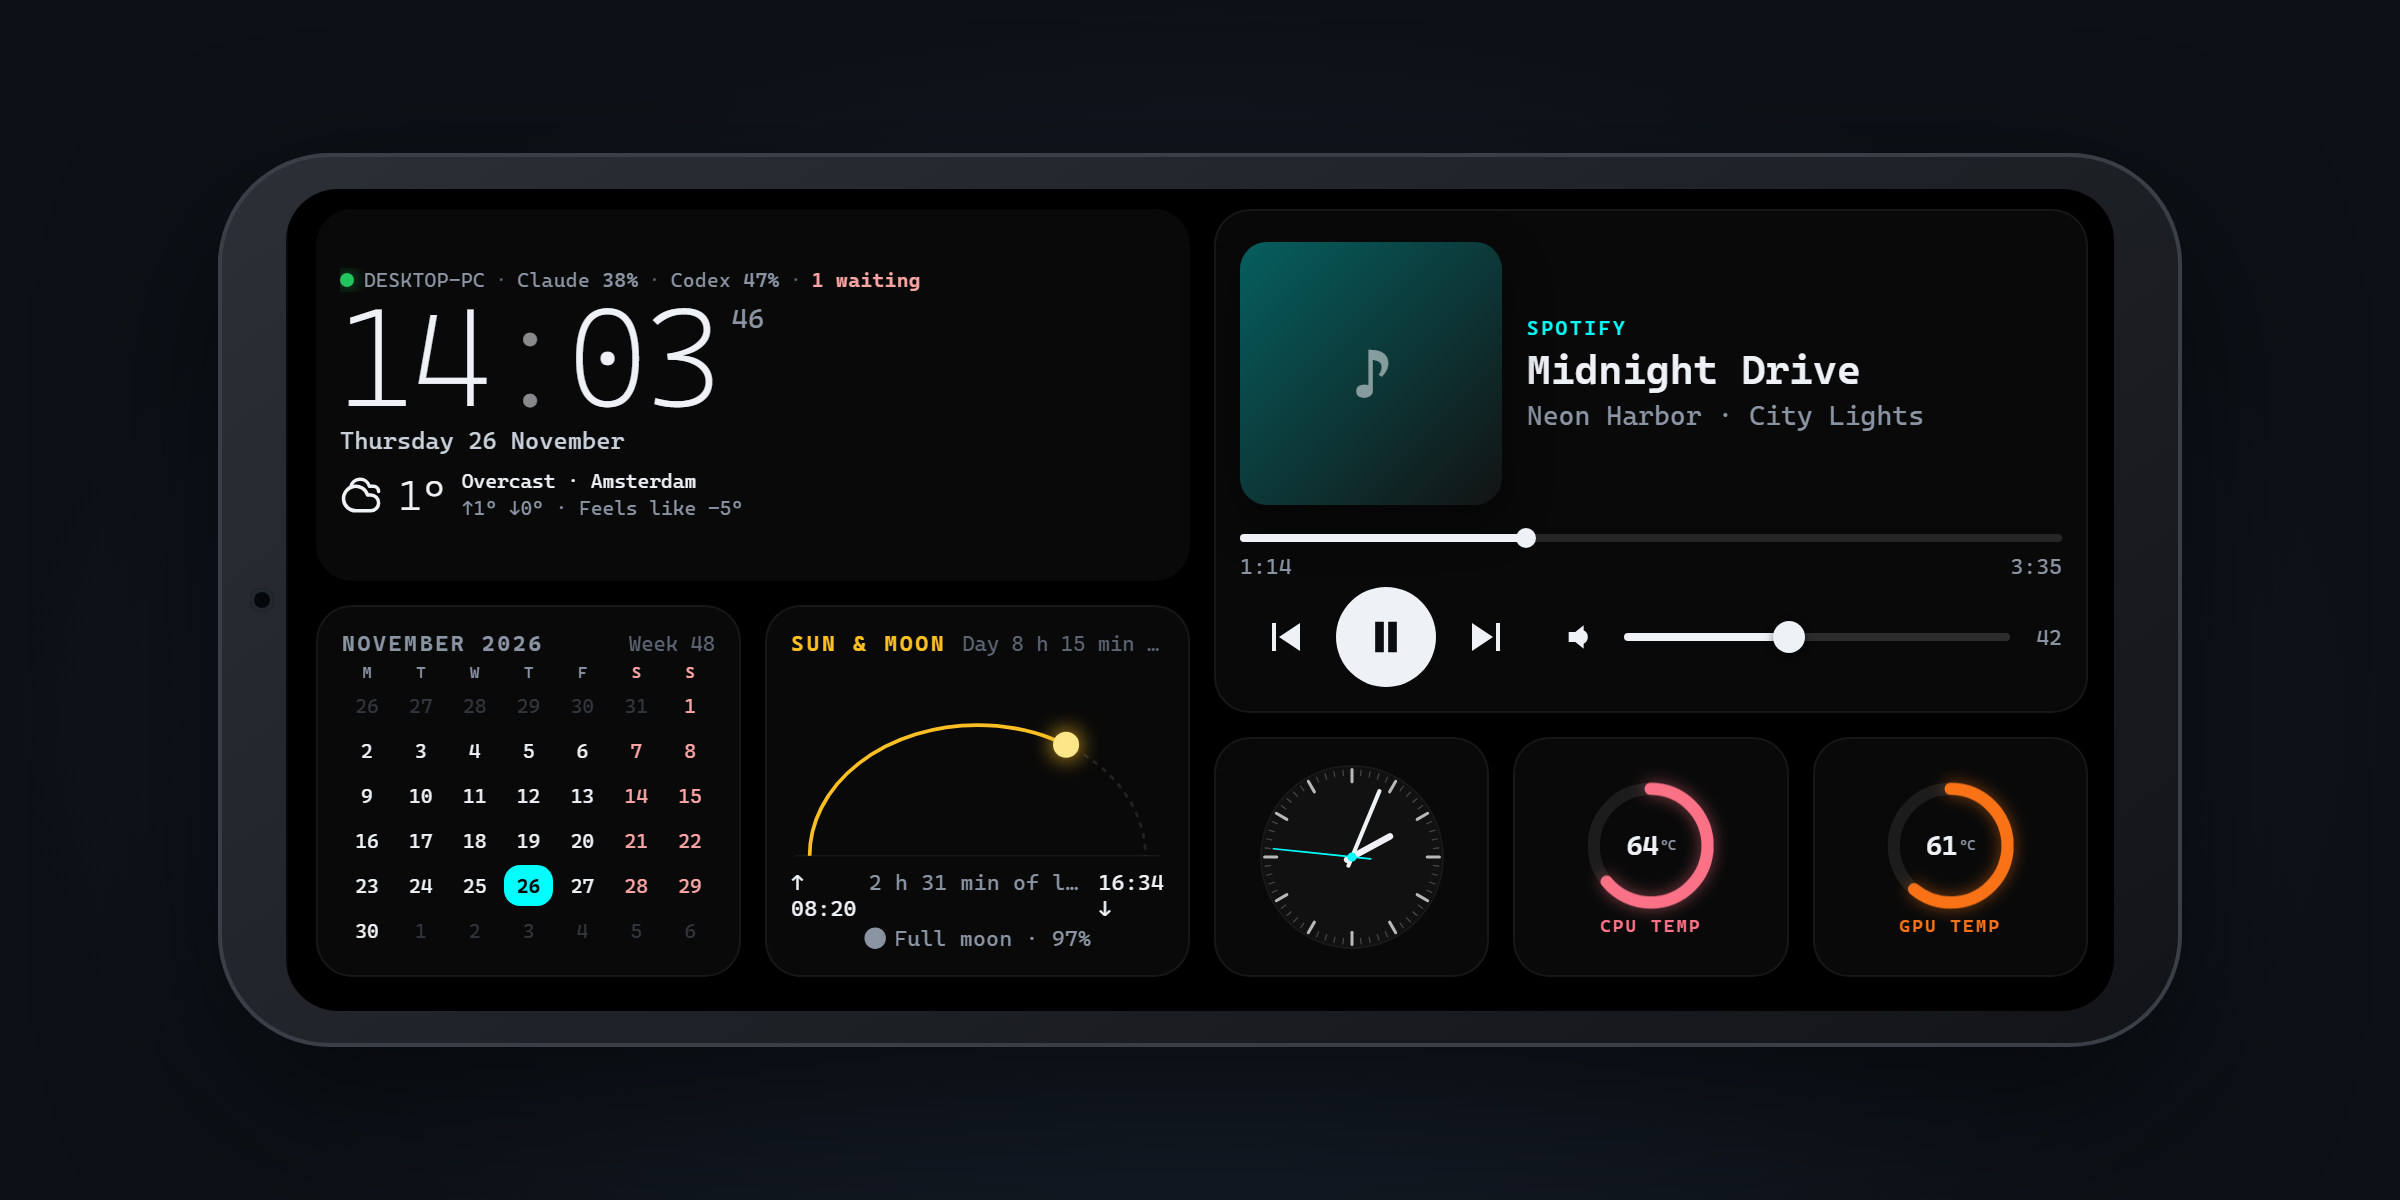 DESKTOP-PC · Claude 38% · Codex 47% · 1 waiting
14:03 46
Thursday 26 November
1° Overcast · Amsterdam
↑1° ↓0° · Feels like -5°
NOVEMBER 2026 Week 48
M T W T F S S
26 27 28 29 30 31 1
2 3 4 5 6 7 8
9 10 11 12 13 14 15
16 17 18 19 20 21 22
23 24 25 26 27 28 29
30 1 2 3 4 5 6
SUN & MOON Day 8 h 15 min …
↑ 2 h 31 min of l… 16:34
08:20 ↓
Full moon · 97%
SPOTIFY
Midnight Drive
Neon Harbor · City Lights
1:14 3:35
42
64°C
CPU TEMP
61°C
GPU TEMP